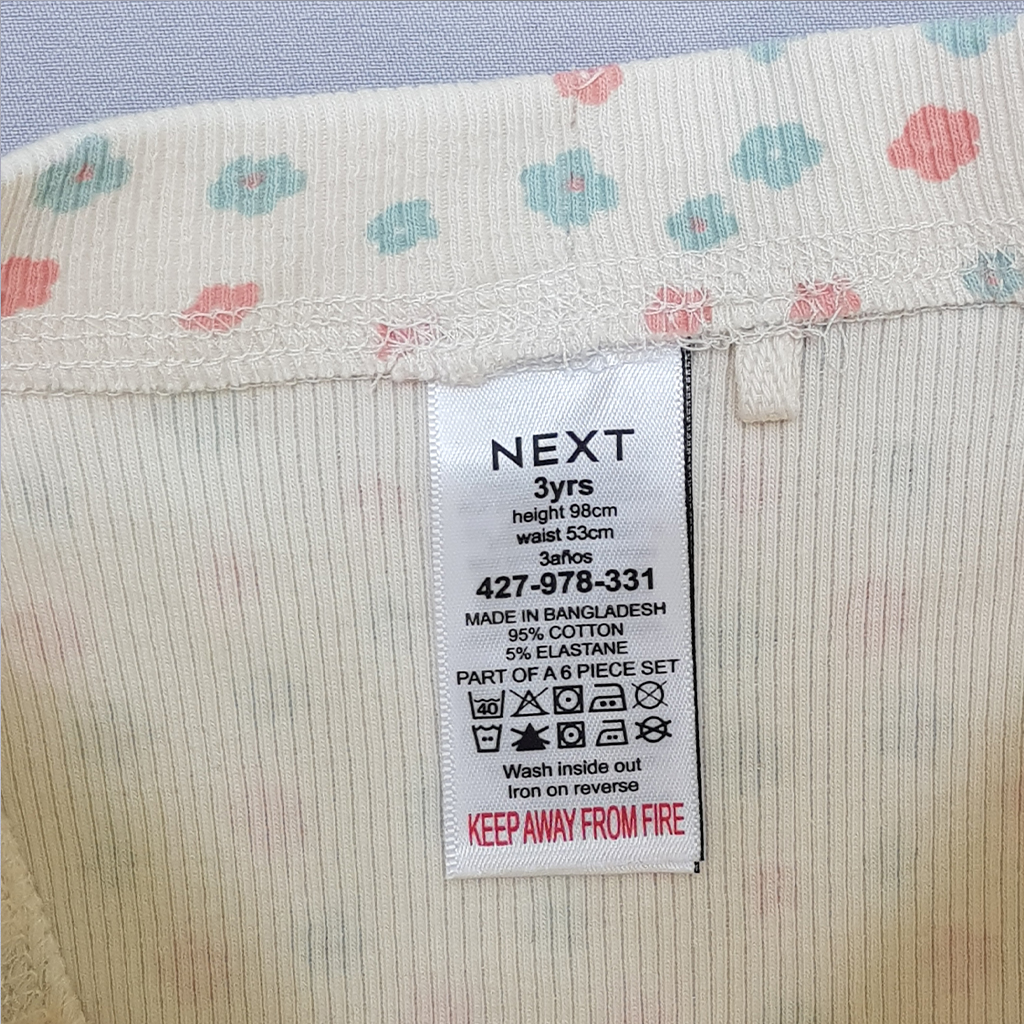 NEXT
3yrs
height 98cm
waist 53cm
3años
427-978-331
MADE IN BANGLADESH
95% COTTON
5% ELASTANE
PART OF A 6 PIECE SET
40
Wash inside out
Iron on reverse
KEEP AWAY FROM FIRE